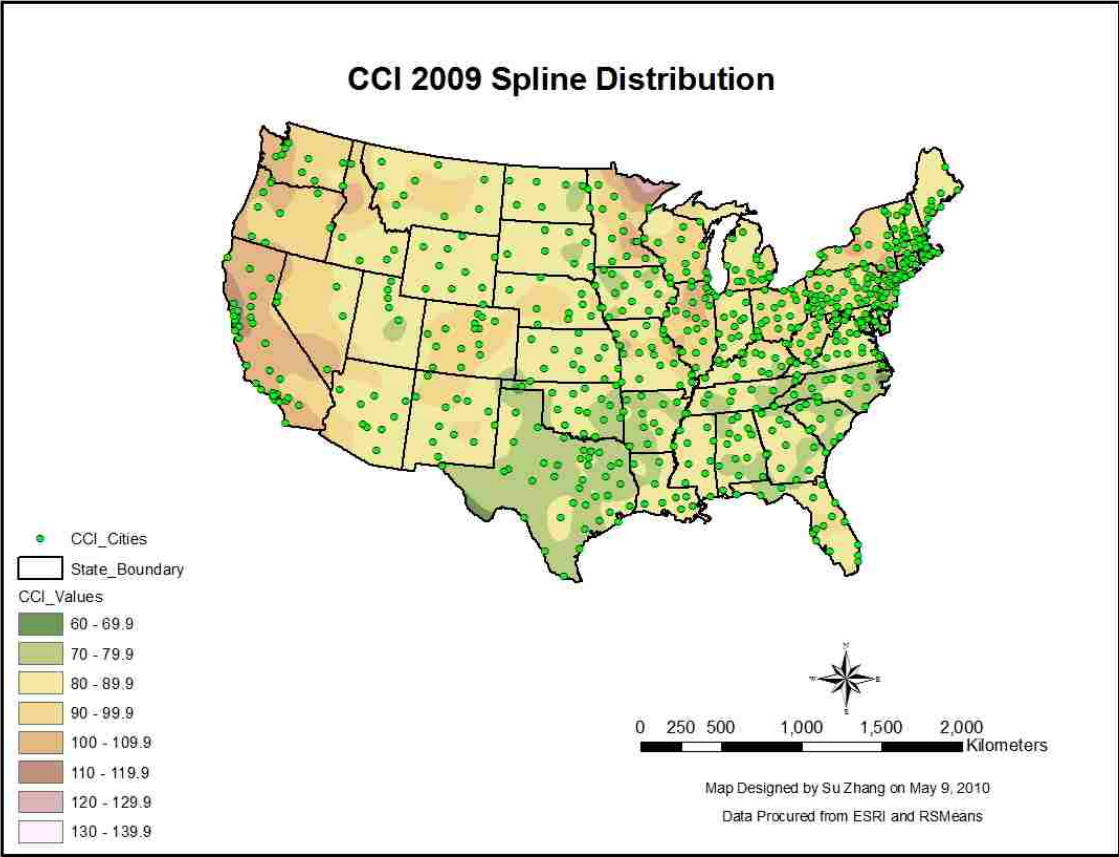 CCI 2009 Spline Distribution
CCI_Cities
State_Boundary
CCI_Values
60 - 69.9
70 - 79.9
80 - 89.9
90 - 99.9
100 - 109.9
110 - 119.9
120 - 129.9
130 - 139.9
N
W E
S
0 250 500 1,000 1,500 2,000
Kilometers
Map Designed by Su Zhang on May 9, 2010
Data Procured from ESRI and RSMeans